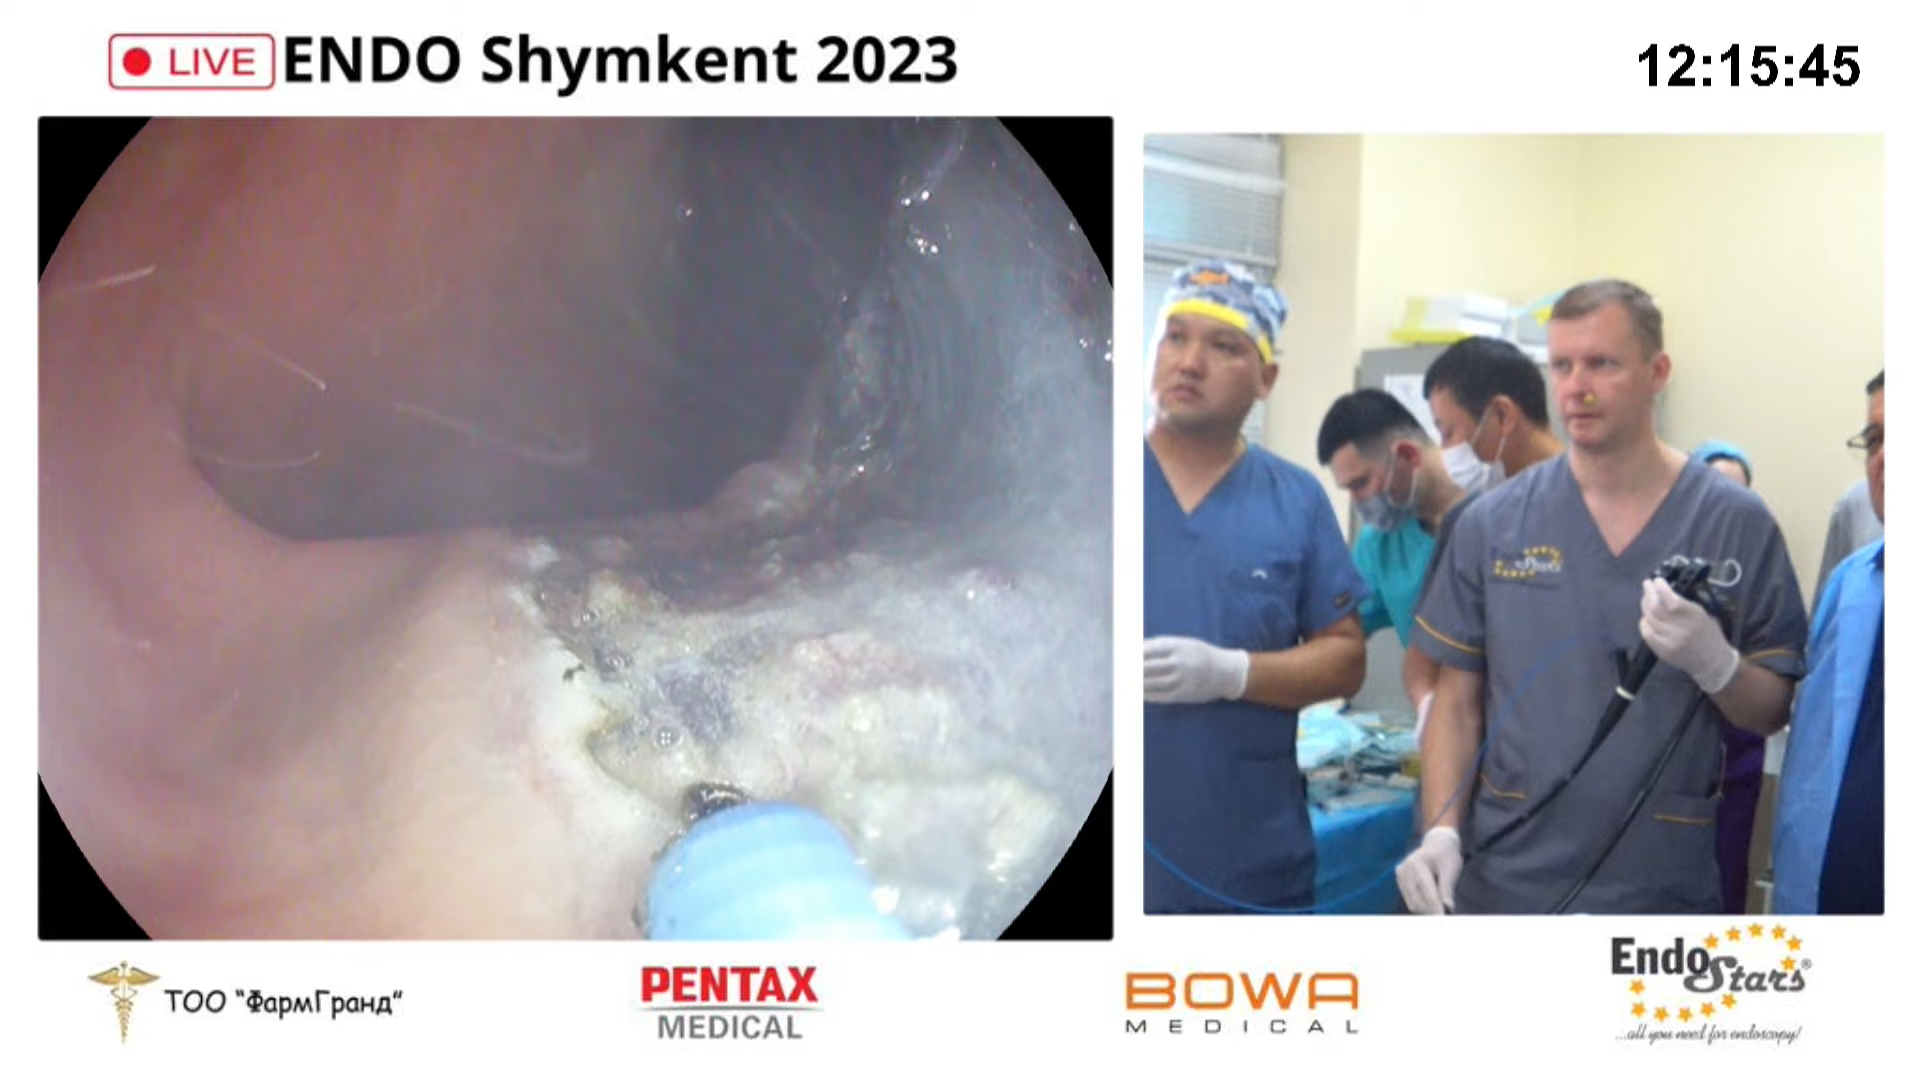 LIVE ENDO Shymkent 2023
12:15:45
ТОО "ФармГранд"
PENTAX
MEDICAL
BOWA
MEDICAL
EndoStars®
...all you need for endoscopy!